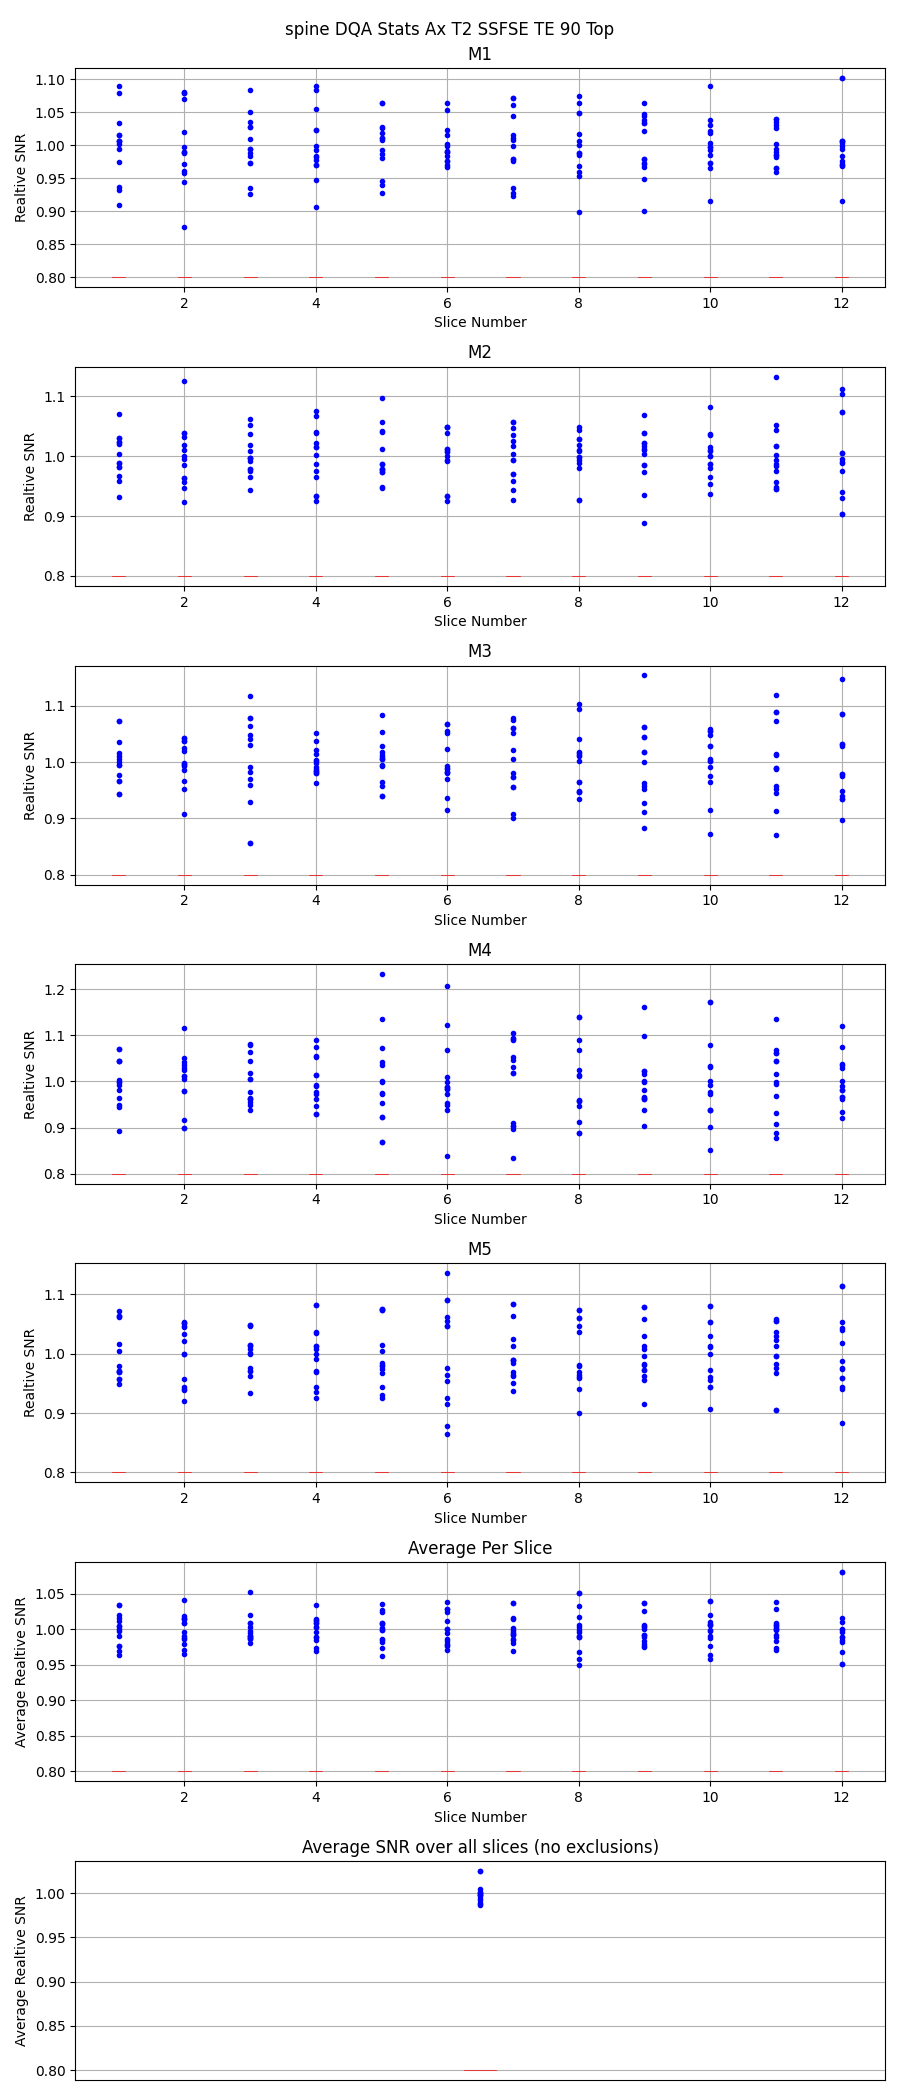 spine DQA Stats Ax T2 SSFSE TE 90 Top
M1
Realtive SNR
1.10
1.05
1.00
0.95
0.90
0.85
0.80
2 4 6 8 10 12
Slice Number
M2
Realtive SNR
1.1
1.0
0.9
0.8
2 4 6 8 10 12
Slice Number
M3
Realtive SNR
1.1
1.0
0.9
0.8
2 4 6 8 10 12
Slice Number
M4
Realtive SNR
1.2
1.1
1.0
0.9
0.8
2 4 6 8 10 12
Slice Number
M5
Realtive SNR
1.1
1.0
0.9
0.8
2 4 6 8 10 12
Slice Number
Average Per Slice
Average Realtive SNR
1.05
1.00
0.95
0.90
0.85
0.80
2 4 6 8 10 12
Slice Number
Average SNR over all slices (no exclusions)
Average Realtive SNR
1.00
0.95
0.90
0.85
0.80